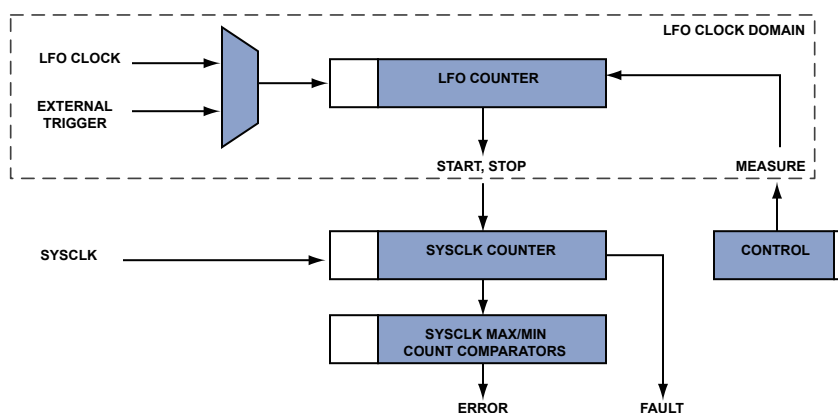 LFO CLOCK DOMAIN
LFO CLOCK
LFO COUNTER
EXTERNAL
TRIGGER
START, STOP
MEASURE
SYSCLK
SYSCLK COUNTER
CONTROL
SYSCLK MAX/MIN
COUNT COMPARATORS
ERROR
FAULT